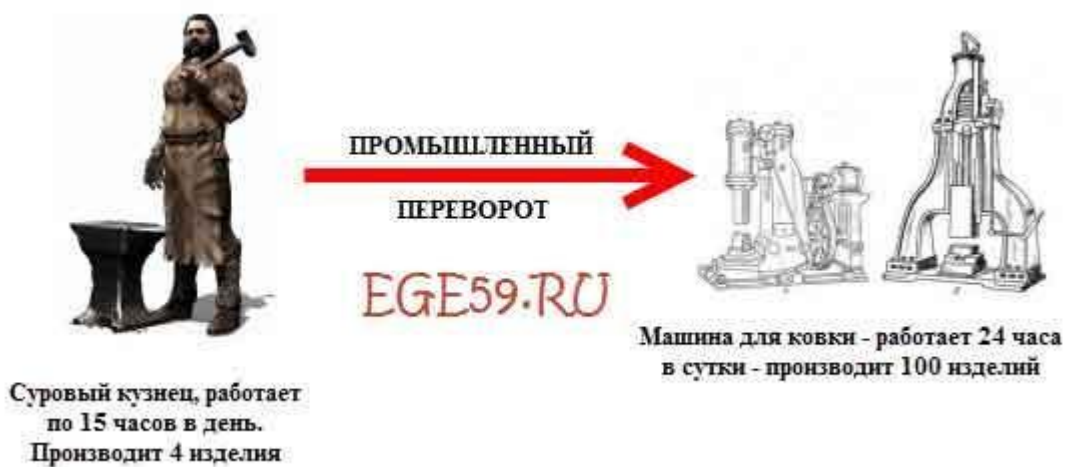 ПРОМЫШЛЕННЫЙ
ПЕРЕВОРОТ
EGE59.RU
Машина для ковки - работает 24 часа
в сутки - производит 100 изделий
Суровый кузнец, работает
по 15 часов в день.
Производит 4 изделия